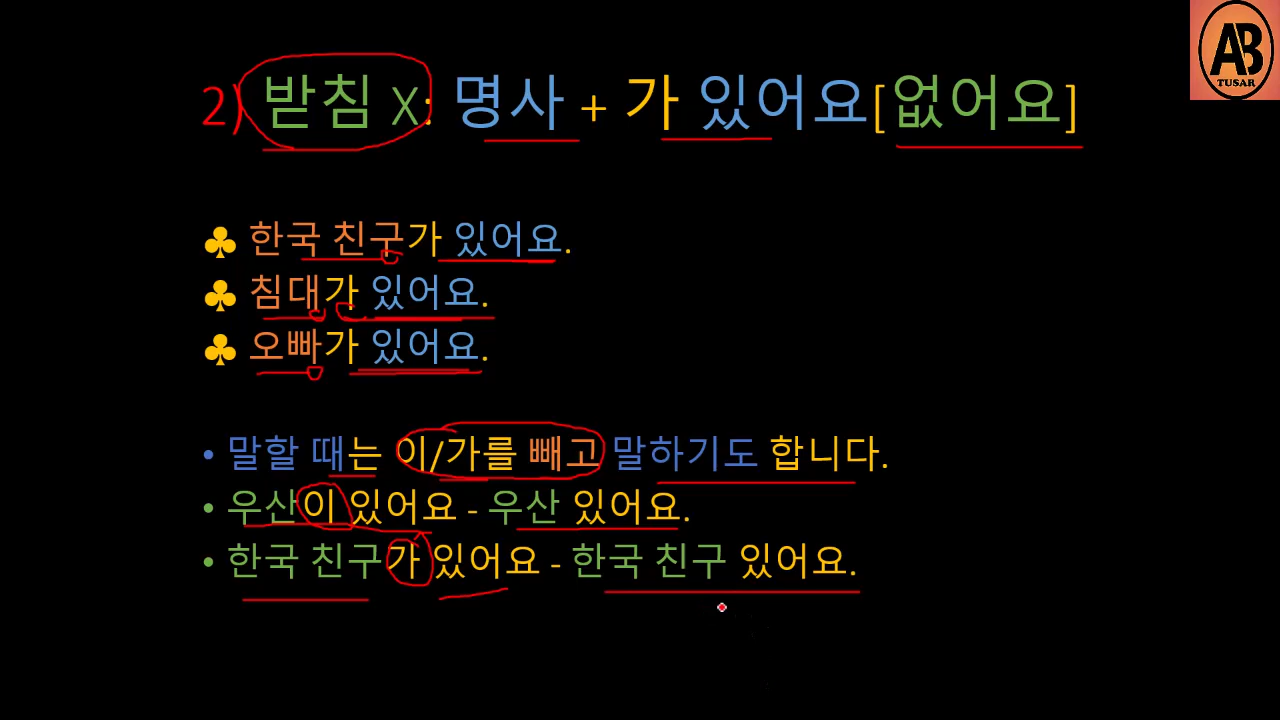 AB
TUSAR
2) 받침 X: 명사 + 가 있어요[없어요]
♣ 한국 친구가 있어요.
♣ 침대가 있어요.
♣ 오빠가 있어요.
• 말할 때는 이/가를 빼고 말하기도 합니다.
• 우산이 있어요 - 우산 있어요.
• 한국 친구가 있어요 - 한국 친구 있어요.